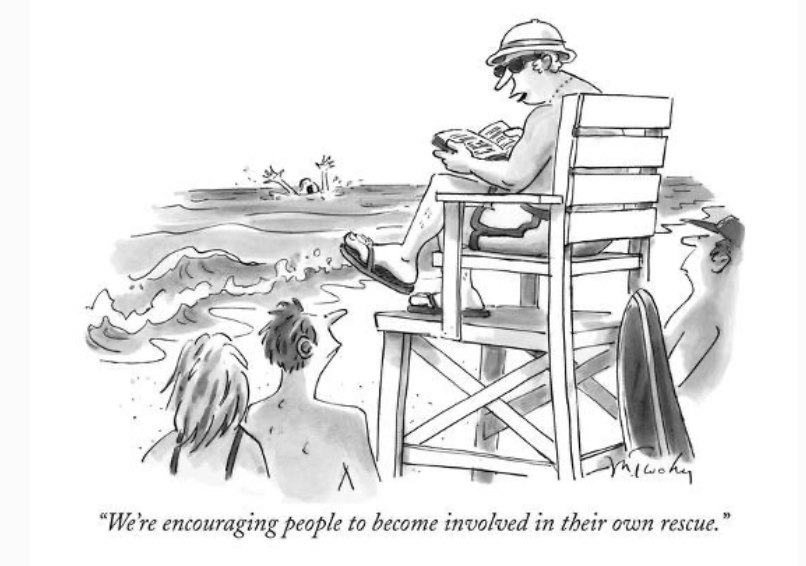 “We’re encouraging people to become involved in their own rescue.”